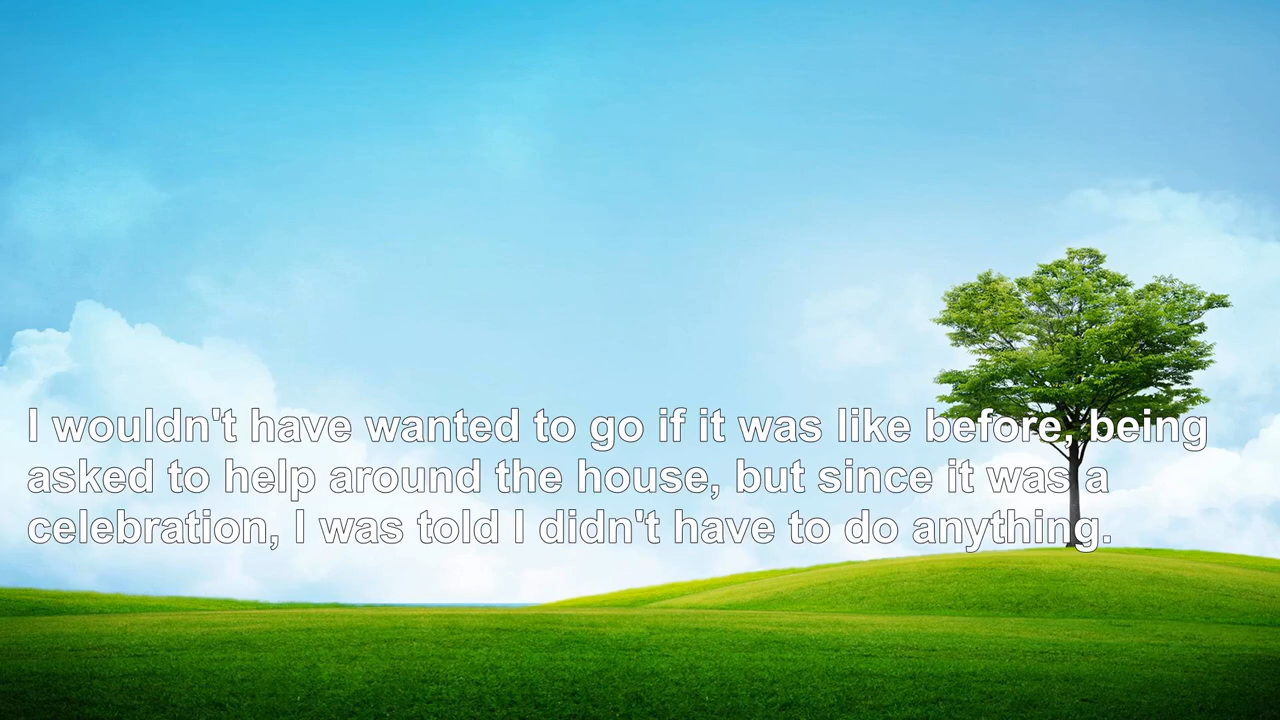 I wouldn't have wanted to go if it was like before, being
asked to help around the house, but since it was a
celebration, I was told I didn't have to do anything.